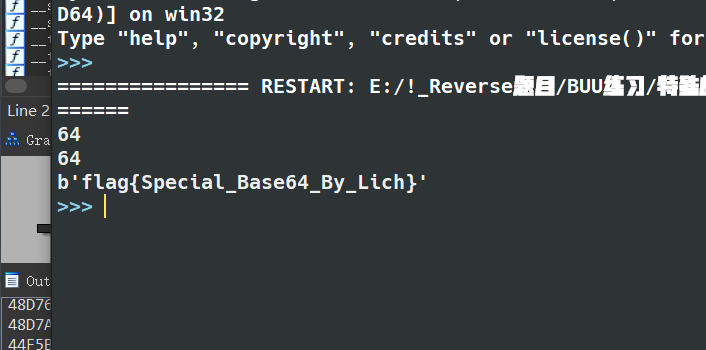 D64)] on win32
Type "help", "copyright", "credits" or "license()" for
>>>
================ RESTART: E:/!_Reverse题目/BUU练习/特殊
======
64
64
b'flag{Special_Base64_By_Lich}'
>>>
Line 2
Gra
Out
48D76
48D7A
44F5E